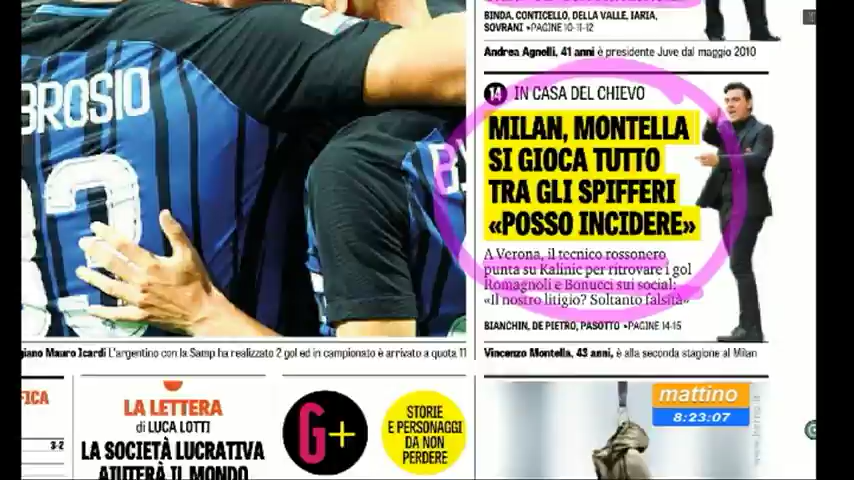 BINDA, CONTICELLO, DELLA VALLE, IARIA,
SOVRANI •PAGINE 10-11-12
Andrea Agnelli, 41 anni è presidente Juve dal maggio 2010
14 IN CASA DEL CHIEVO
MILAN, MONTELLA
SI GIOCA TUTTO
TRA GLI SPIFFERI
«POSSO INCIDERE»
A Verona, il tecnico rossonero
punta su Kalinic per ritrovare i gol
Romagnoli e Bonucci sui social:
«Il nostro litigio? Soltanto falsità»
BIANCHIN, DE PIETRO, PASOTTO •PAGINE 14-15
Vincenzo Montella, 43 anni, è alla seconda stagione al Milan
BROSIO
Mauro Icardi L'argentino con la Samp ha realizzato 2 gol ed in campionato è arrivato a quota 11
3-2
LA LETTERA
di LUCA LOTTI
LA SOCIETÀ LUCRATIVA
AIUTERÀ IL MONDO
G+
STORIE
E PERSONAGGI
DA NON
PERDERE
mattino
8:23:07